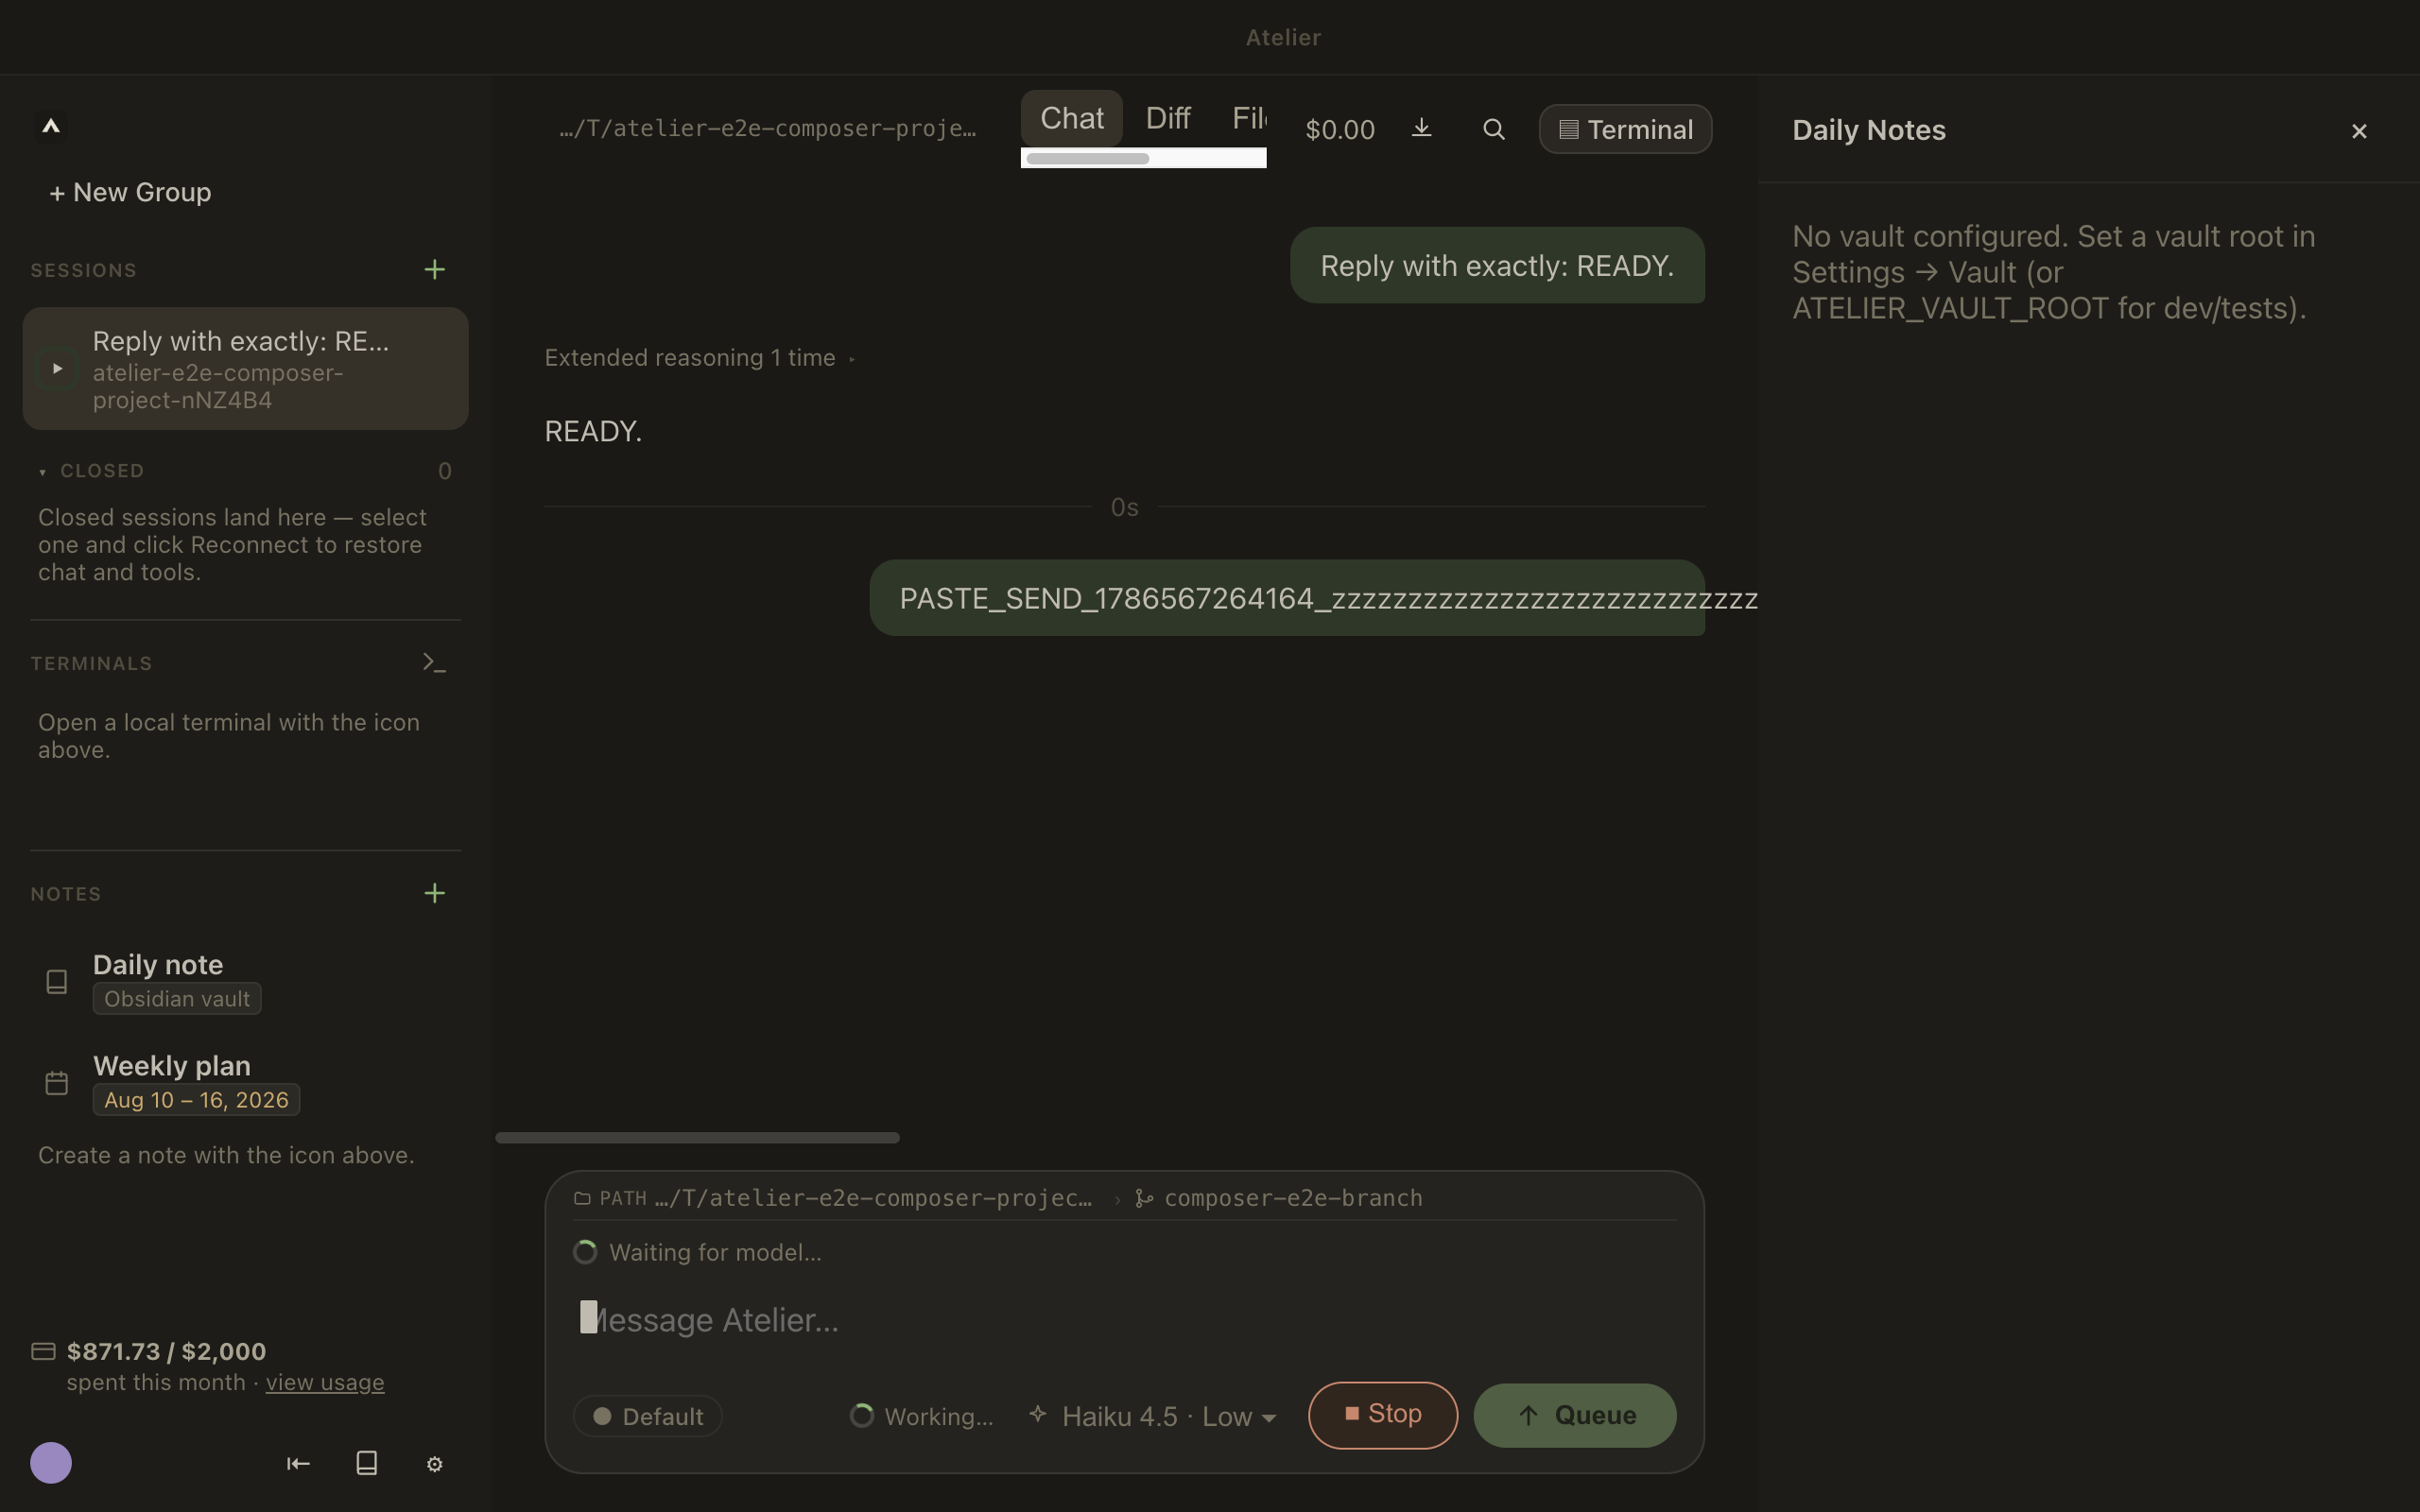 Atelier
+ New Group
SESSIONS
Reply with exactly: RE...
atelier-e2e-composer-
project-nNZ4B4
CLOSED 0
Closed sessions land here — select
one and click Reconnect to restore
chat and tools.
TERMINALS
Open a local terminal with the icon
above.
NOTES
Daily note
Obsidian vault
Weekly plan
Aug 10 – 16, 2026
Create a note with the icon above.
$871.73 / $2,000
spent this month · view usage
…/T/atelier-e2e-composer-proje…
Chat Diff Fil
$0.00
Terminal
Reply with exactly: READY.
Extended reasoning 1 time
READY.
0s
PASTE_SEND_1786567264164_zzzzzzzzzzzzzzzzzzzzzzzzzzzz
PATH …/T/atelier-e2e-composer-projec… › composer-e2e-branch
Waiting for model...
Message Atelier...
Default
Working...
Haiku 4.5 · Low
Stop
Queue
Daily Notes
No vault configured. Set a vault root in
Settings → Vault (or
ATELIER_VAULT_ROOT for dev/tests).